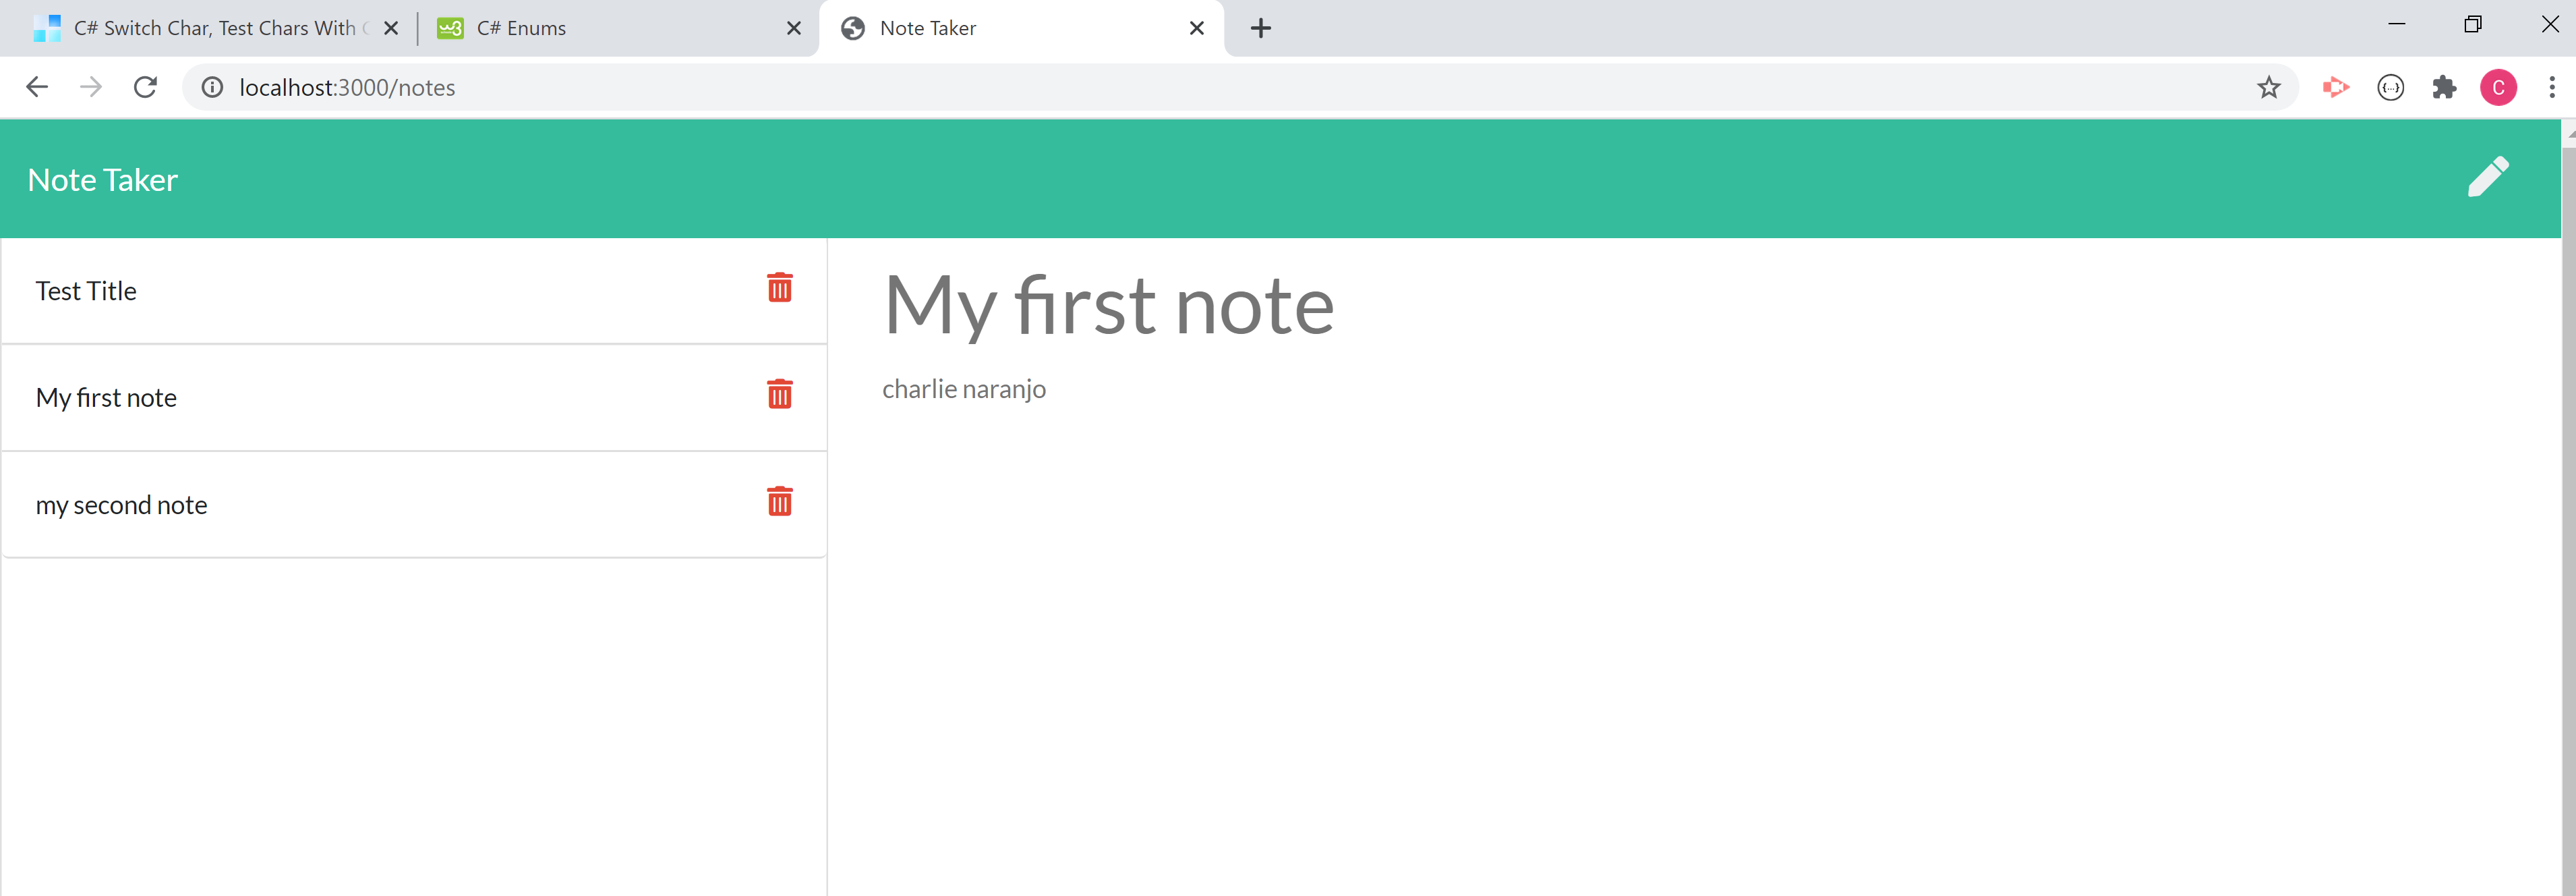 C# Switch Char, Test Chars With
C# Enums
Note Taker
localhost:3000/notes
C
Note Taker
Test Title
My first note
my second note
My first note
charlie naranjo